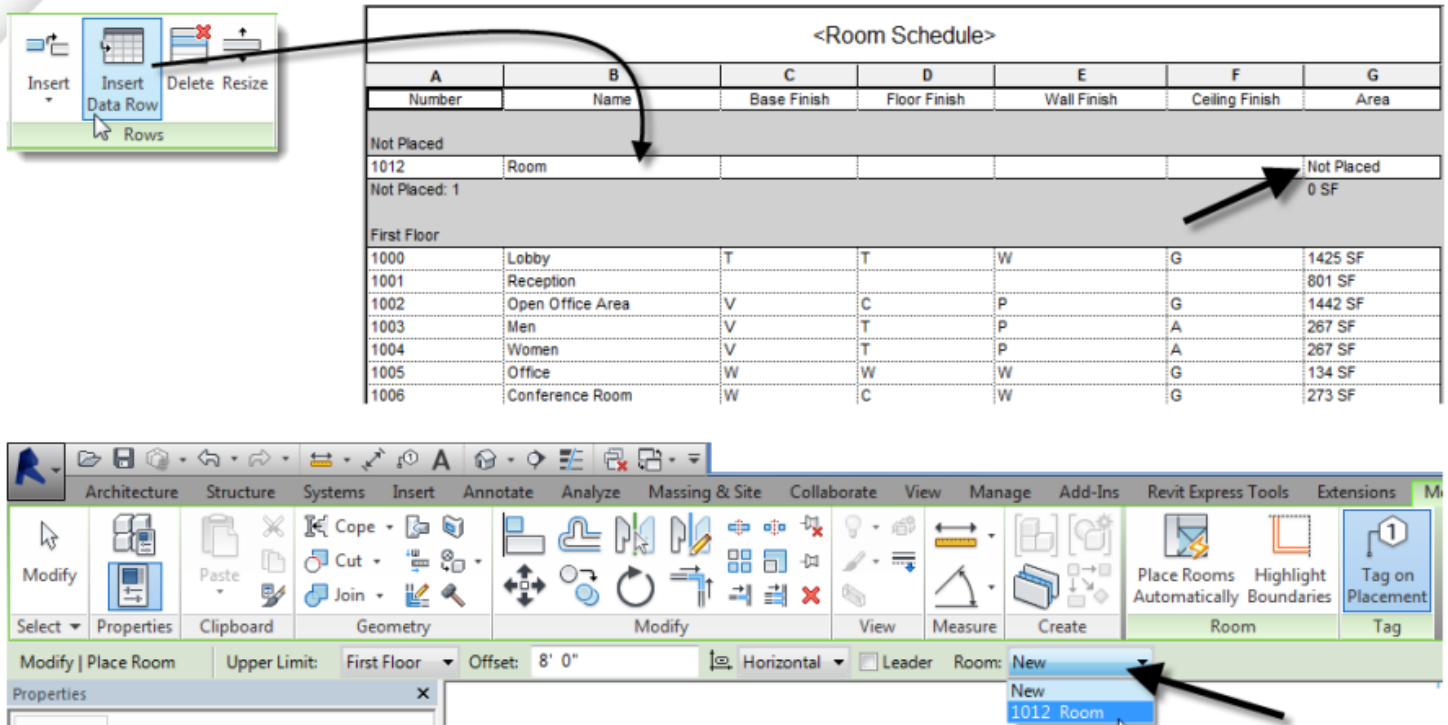 Insert
Insert Data Row
Delete
Resize
Rows
<Room Schedule>
A B C D E F G
Number Name Base Finish Floor Finish Wall Finish Ceiling Finish Area
Not Placed
1012 Room Not Placed
Not Placed: 1 0 SF
First Floor
1000 Lobby T T W G 1425 SF
1001 Reception 801 SF
1002 Open Office Area V C P G 1442 SF
1003 Men V T P A 267 SF
1004 Women V T P A 267 SF
1005 Office W W W G 134 SF
1006 Conference Room W C W G 273 SF
Architecture Structure Systems Insert Annotate Analyze Massing & Site Collaborate View Manage Add-Ins Revit Express Tools Extensions
Modify
Paste
Cope
Cut
Join
Place Rooms Automatically
Highlight Boundaries
1
Tag on Placement
Select Properties Clipboard Geometry Modify View Measure Create Room Tag
Modify | Place Room Upper Limit: First Floor Offset: 8' 0" Horizontal Leader Room: New
Properties
New
1012 Room